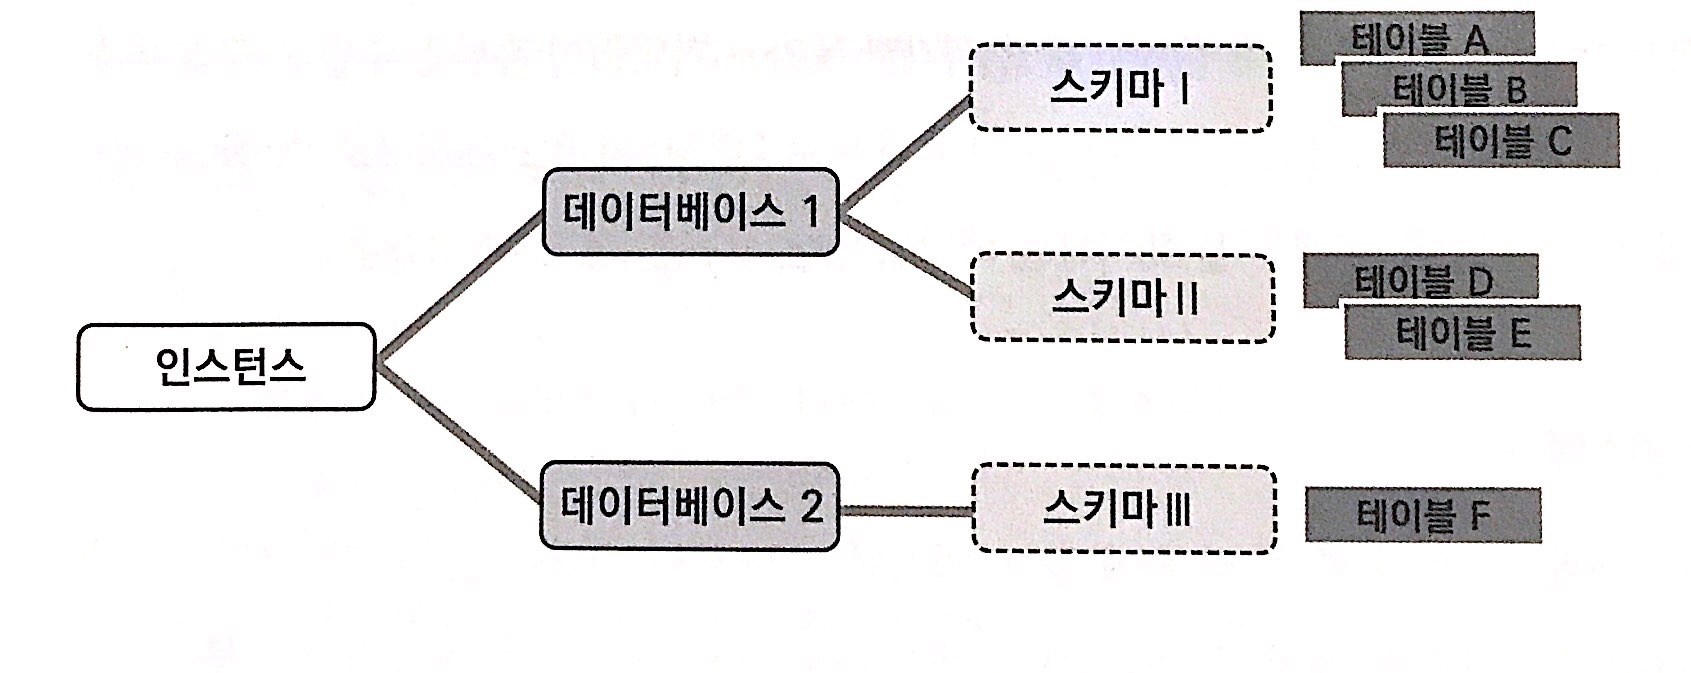 인스턴스
데이터베이스 1
스키마 Ⅰ
테이블 A
테이블 B
테이블 C
스키마 Ⅱ
테이블 D
테이블 E
데이터베이스 2
스키마 Ⅲ
테이블 F